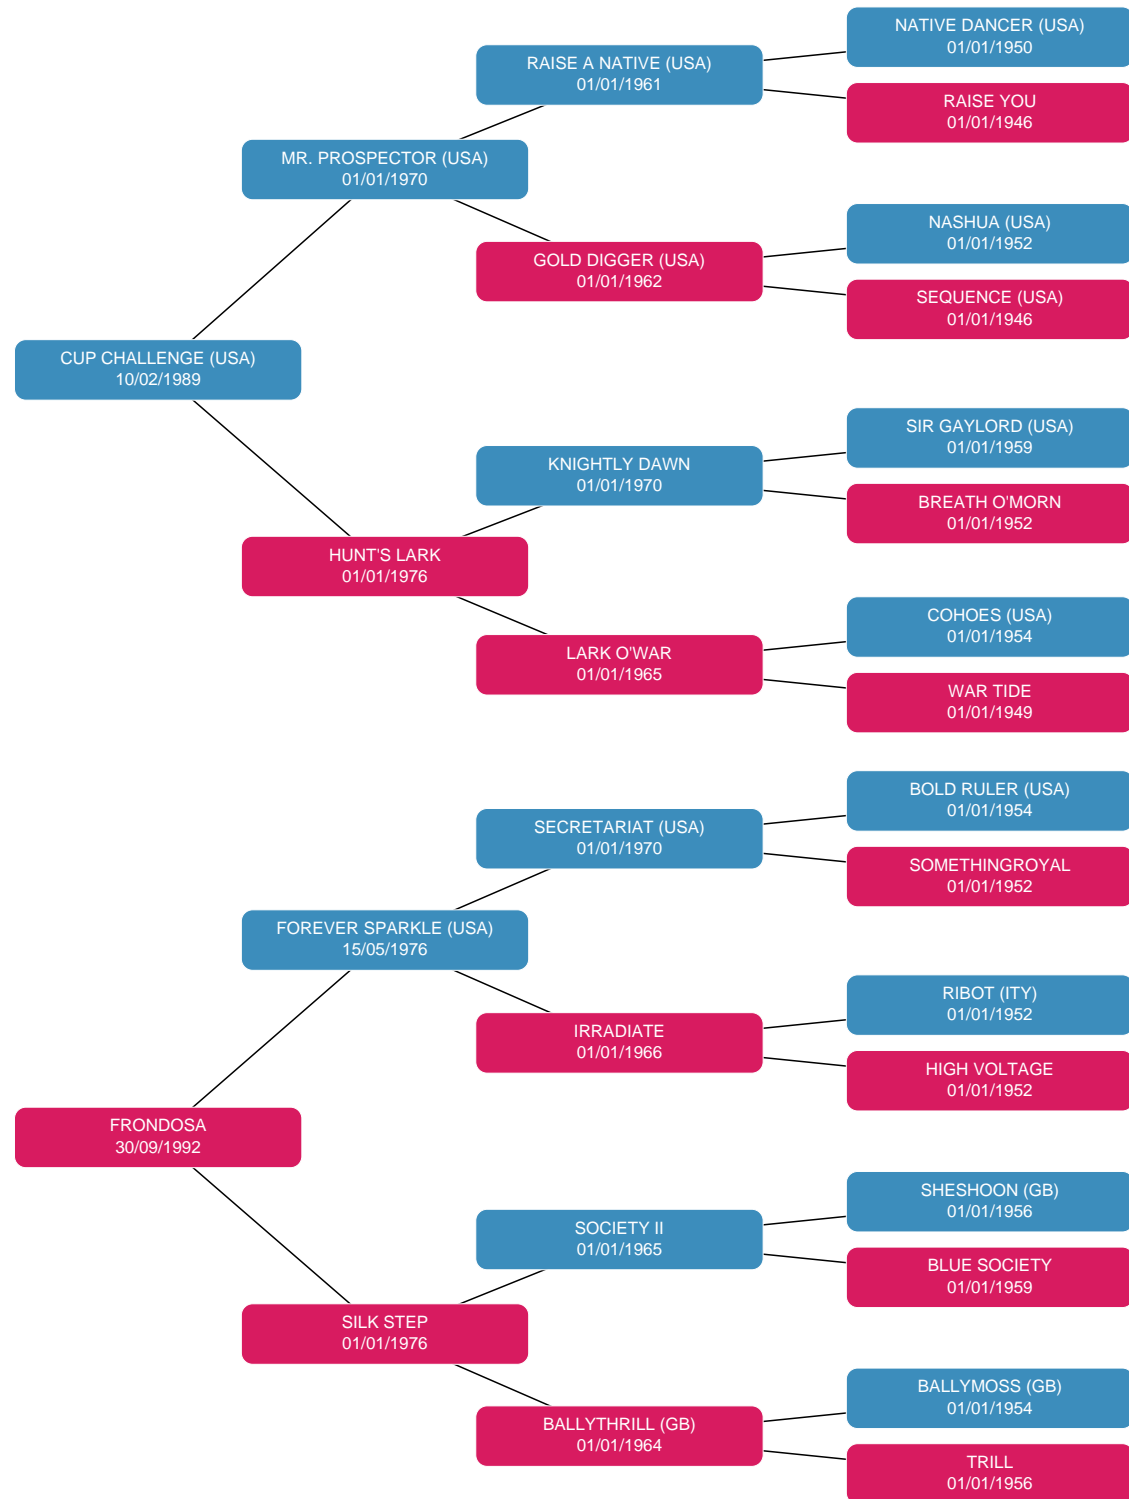 NATIVE DANCER (USA)
01/01/1950
RAISE A NATIVE (USA)
01/01/1961
RAISE YOU
01/01/1946
MR. PROSPECTOR (USA)
01/01/1970
NASHUA (USA)
01/01/1952
GOLD DIGGER (USA)
01/01/1962
SEQUENCE (USA)
01/01/1946
CUP CHALLENGE (USA)
10/02/1989
SIR GAYLORD (USA)
01/01/1959
KNIGHTLY DAWN
01/01/1970
BREATH O'MORN
01/01/1952
HUNT'S LARK
01/01/1976
COHOES (USA)
01/01/1954
LARK O'WAR
01/01/1965
WAR TIDE
01/01/1949
BOLD RULER (USA)
01/01/1954
SECRETARIAT (USA)
01/01/1970
SOMETHINGROYAL
01/01/1952
FOREVER SPARKLE (USA)
15/05/1976
RIBOT (ITY)
01/01/1952
IRRADIATE
01/01/1966
HIGH VOLTAGE
01/01/1952
FRONDOSA
30/09/1992
SHESHOON (GB)
01/01/1956
SOCIETY II
01/01/1965
BLUE SOCIETY
01/01/1959
SILK STEP
01/01/1976
BALLYMOSS (GB)
01/01/1954
BALLYTHRILL (GB)
01/01/1964
TRILL
01/01/1956